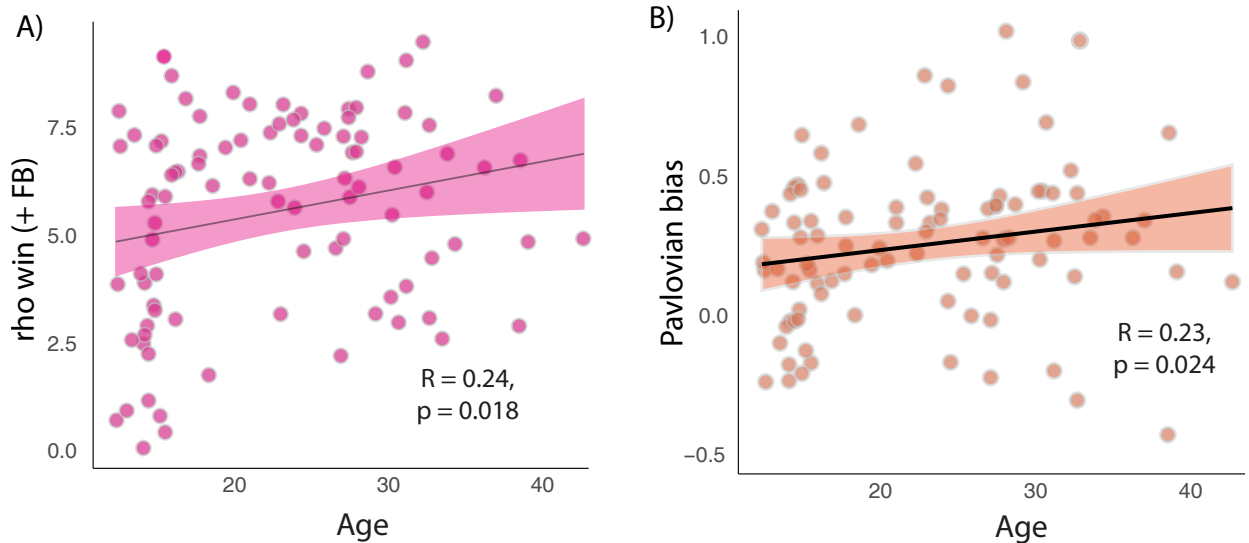 A)
rho win (+ FB)
7.5
5.0
2.5
0.0
20
30
40
Age
R = 0.24,
p = 0.018
B)
Pavlovian bias
1.0
0.5
0.0
−0.5
20
30
40
Age
R = 0.23,
p = 0.024